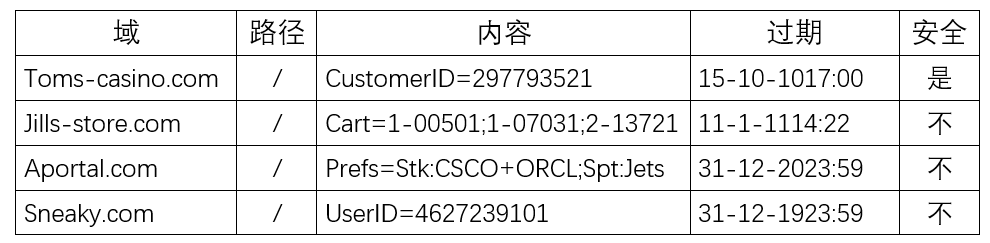 域 路径 内容 过期 安全
Toms-casino.com / CustomerID=297793521 15-10-1017:00 是
Jills-store.com / Cart=1-00501;1-07031;2-13721 11-1-1114:22 不
Aportal.com / Prefs=Stk:CSCO+ORCL;Spt:Jets 31-12-2023:59 不
Sneaky.com / UserID=4627239101 31-12-1923:59 不